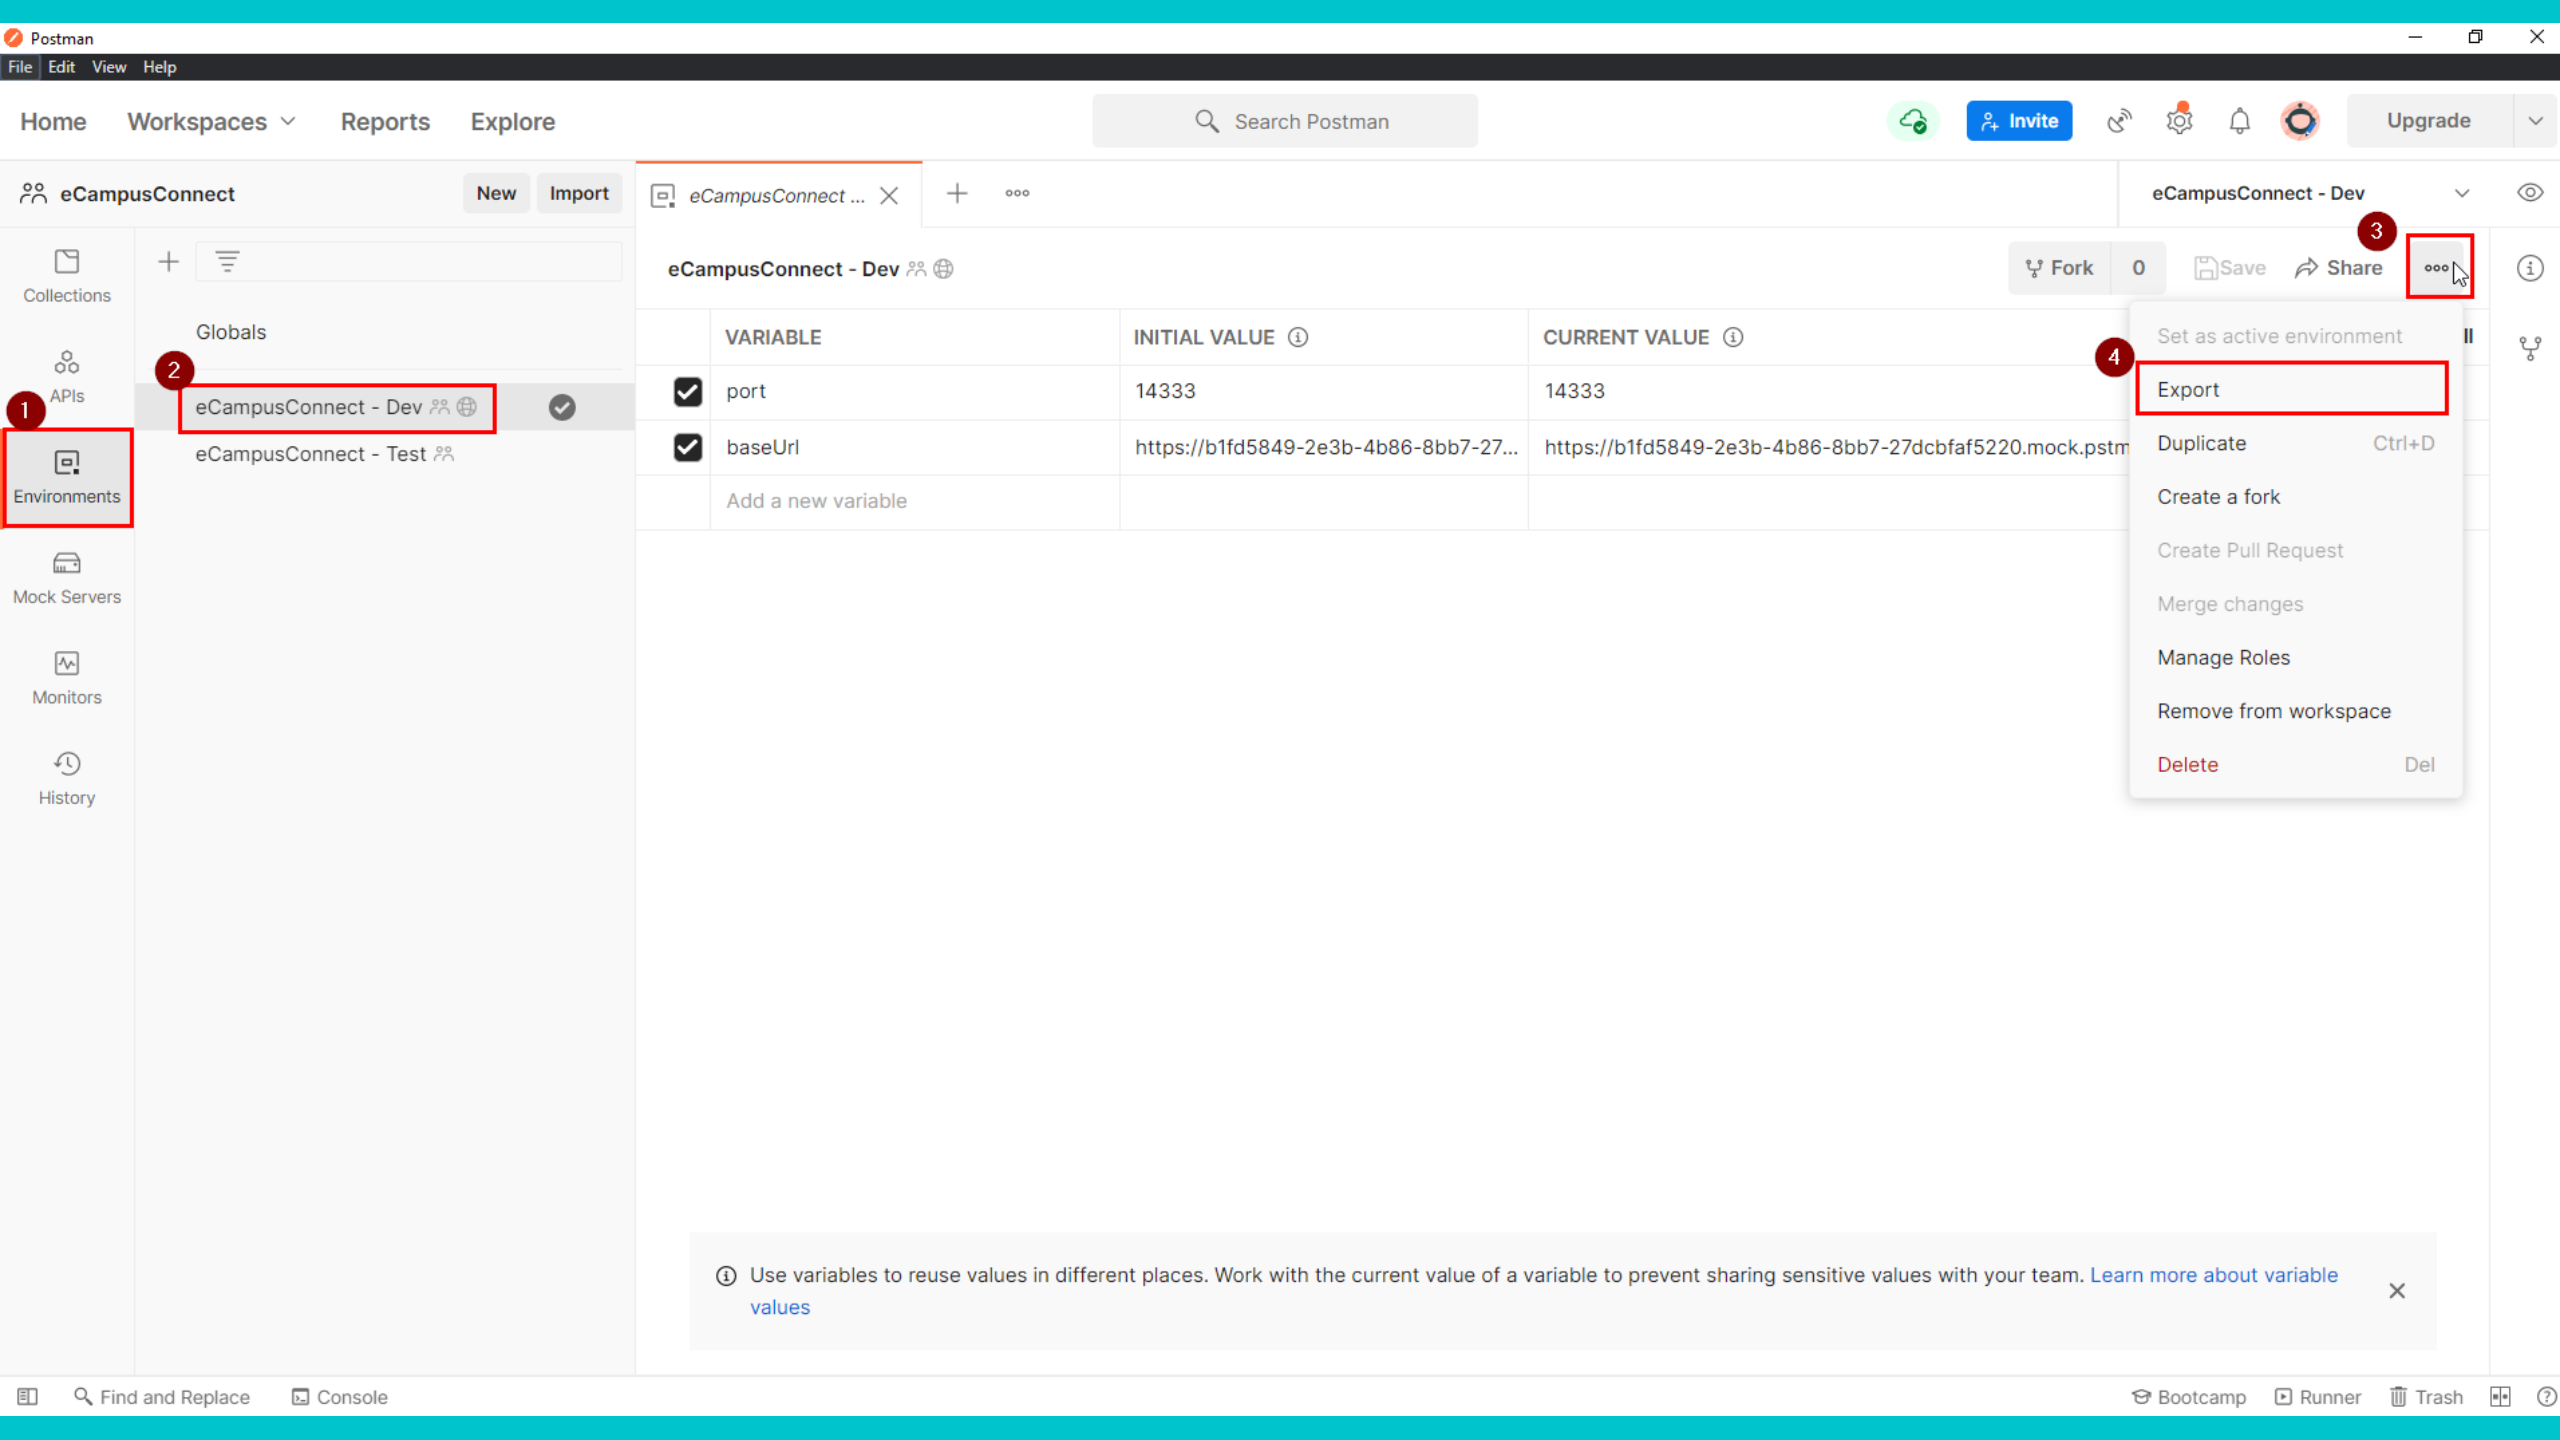 Postman
File Edit View Help
Home Workspaces Reports Explore
Search Postman
Invite
Upgrade
eCampusConnect
New Import
eCampusConnect ...
eCampusConnect - Dev
3
Collections
APIs
1
Environments
Mock Servers
Monitors
History
Globals
2
eCampusConnect - Dev
eCampusConnect - Test
eCampusConnect - Dev
Fork 0 Save Share
VARIABLE INITIAL VALUE CURRENT VALUE ll
port 14333 14333
baseUrl https://b1fd5849-2e3b-4b86-8bb7-27... https://b1fd5849-2e3b-4b86-8bb7-27dcbfaf5220.mock.pstm
Add a new variable
Set as active environment
4
Export
Duplicate Ctrl+D
Create a fork
Create Pull Request
Merge changes
Manage Roles
Remove from workspace
Delete Del
Use variables to reuse values in different places. Work with the current value of a variable to prevent sharing sensitive values with your team. Learn more about variable
values
Find and Replace Console
Bootcamp Runner Trash